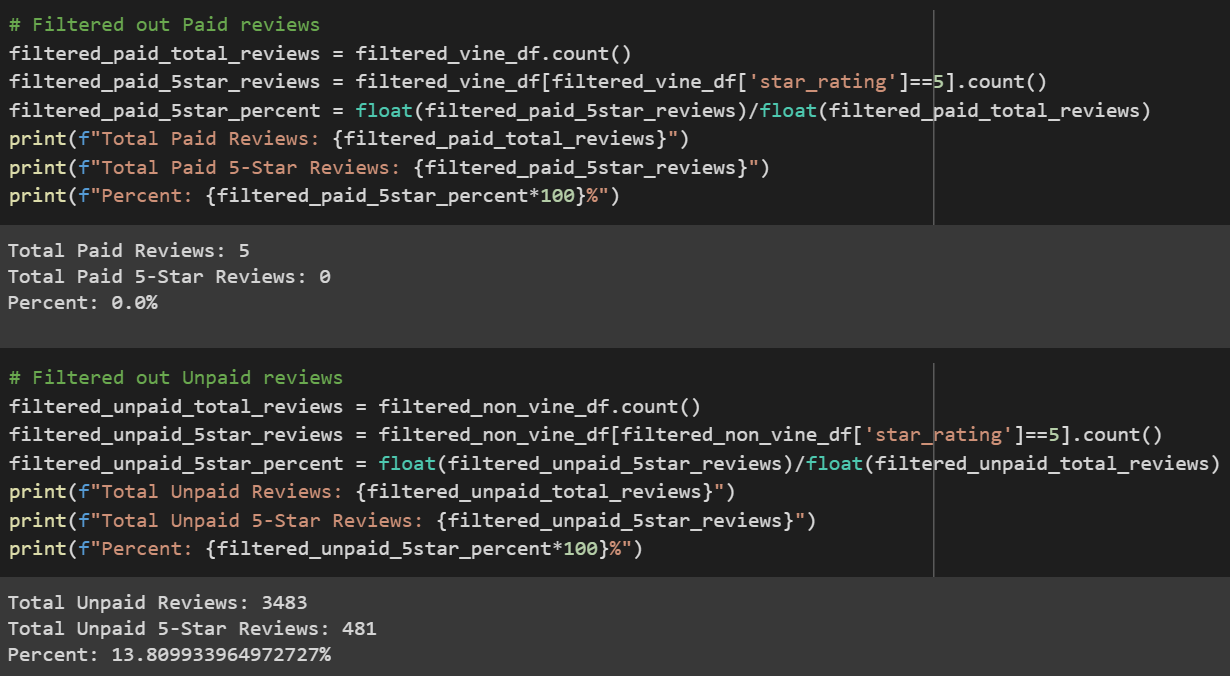 # Filtered out Paid reviews
filtered_paid_total_reviews = filtered_vine_df.count()
filtered_paid_5star_reviews = filtered_vine_df[filtered_vine_df['star_rating']==5].count()
filtered_paid_5star_percent = float(filtered_paid_5star_reviews)/float(filtered_paid_total_reviews)
print(f"Total Paid Reviews: {filtered_paid_total_reviews}")
print(f"Total Paid 5-Star Reviews: {filtered_paid_5star_reviews}")
print(f"Percent: {filtered_paid_5star_percent*100}%")
Total Paid Reviews: 5
Total Paid 5-Star Reviews: 0
Percent: 0.0%
# Filtered out Unpaid reviews
filtered_unpaid_total_reviews = filtered_non_vine_df.count()
filtered_unpaid_5star_reviews = filtered_non_vine_df[filtered_non_vine_df['star_rating']==5].count()
filtered_unpaid_5star_percent = float(filtered_unpaid_5star_reviews)/float(filtered_unpaid_total_reviews)
print(f"Total Unpaid Reviews: {filtered_unpaid_total_reviews}")
print(f"Total Unpaid 5-Star Reviews: {filtered_unpaid_5star_reviews}")
print(f"Percent: {filtered_unpaid_5star_percent*100}%")
Total Unpaid Reviews: 3483
Total Unpaid 5-Star Reviews: 481
Percent: 13.809933964972727%